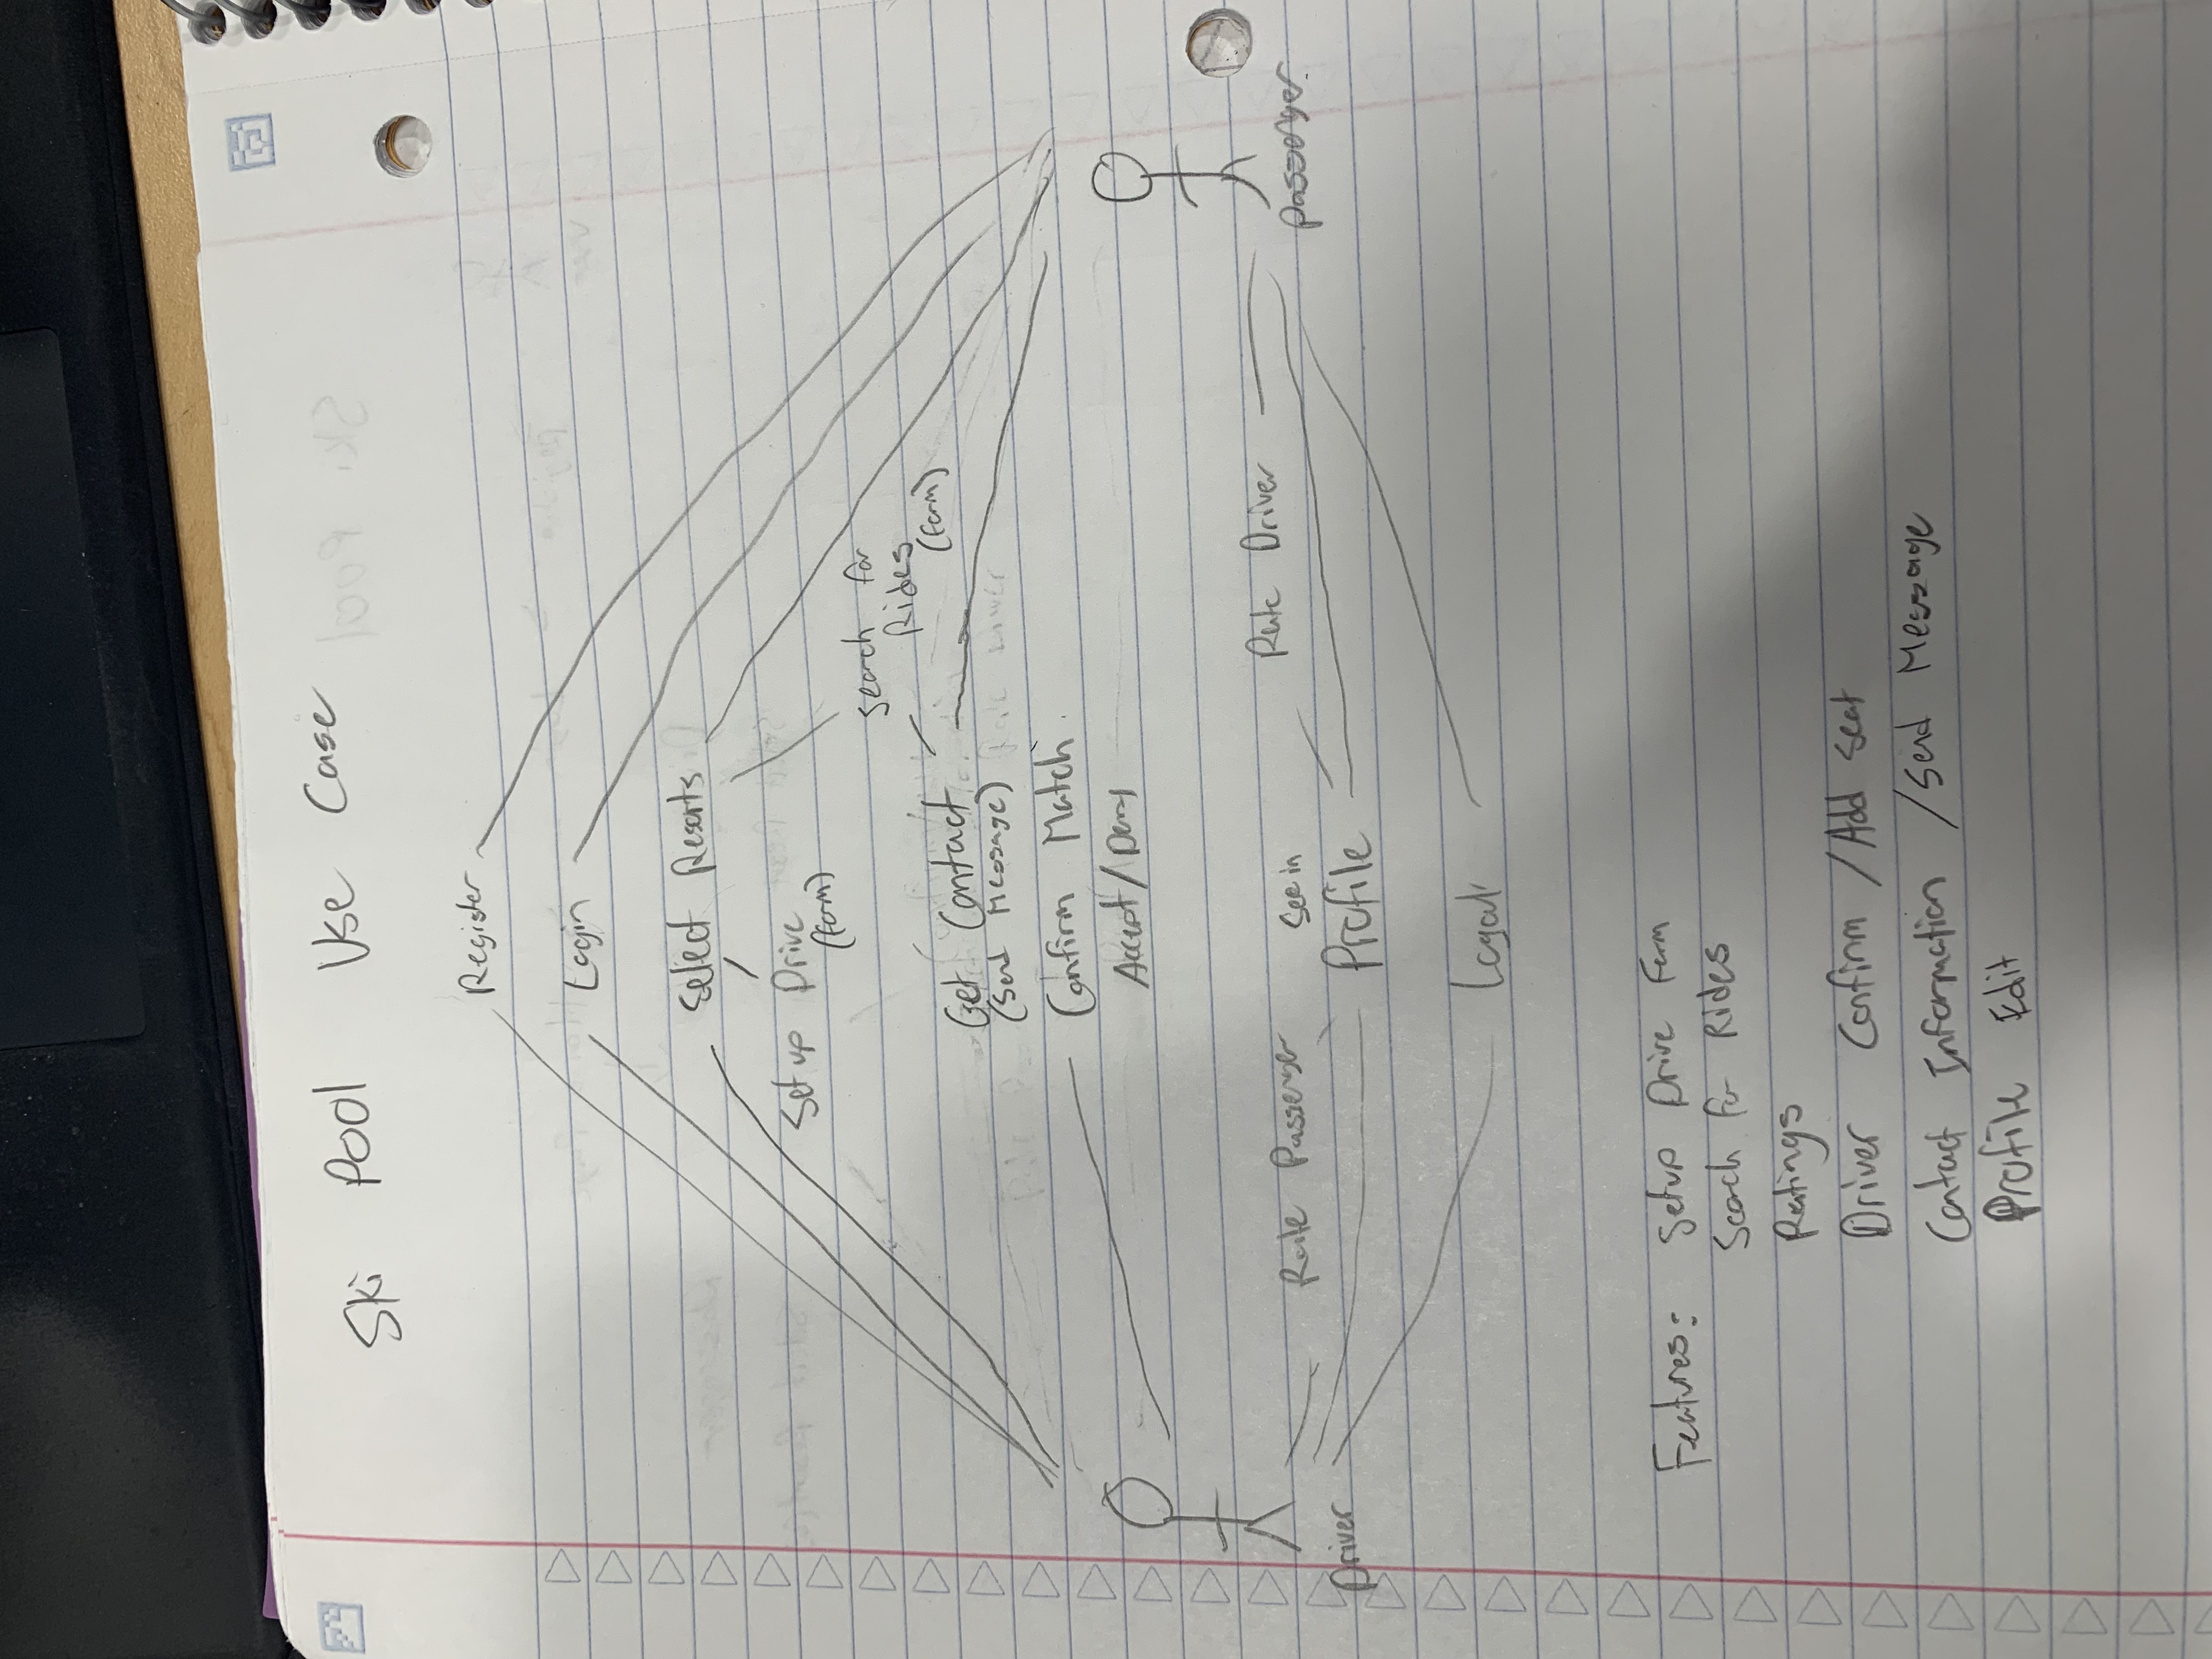 Ski Pool Use Case
Register
Login
Select Resorts
Set up Drive
(form)
Search for
Rides
(form)
Get Contact
(Send Message)
Confirm Match
Accept/Deny
Rate Passenger
See in
Rate Driver
Profile
Driver
Passenger
Logout
Features: Setup Drive Form
Search for Rides
Ratings
Driver Confirm / Add Seat
Contact Information / Send Message
Profile Edit